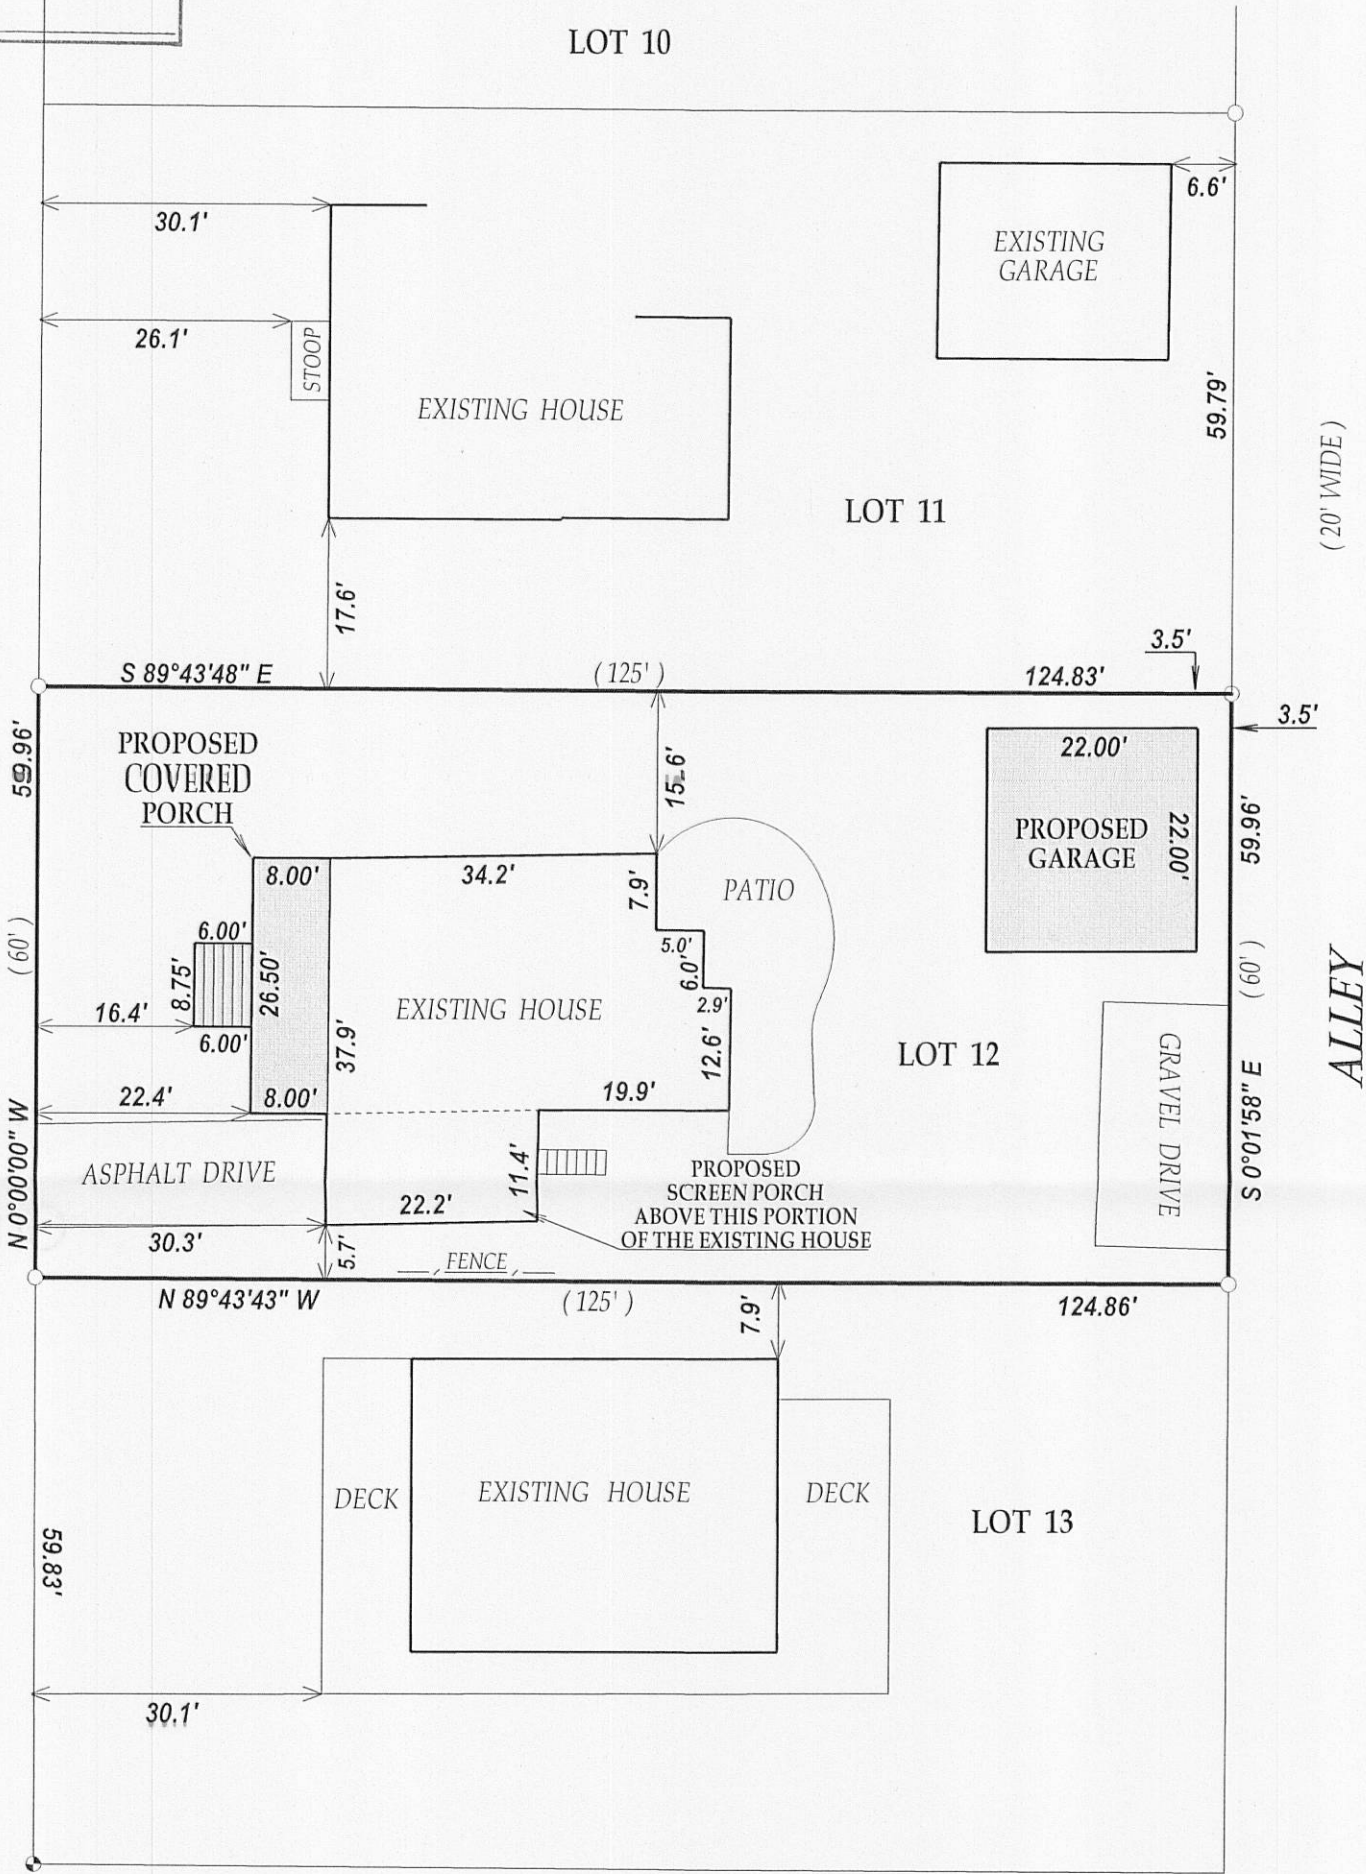 LOT 10
6.6'
30.1'
EXISTING
GARAGE
26.1'
STOOP
EXISTING HOUSE
59.79'
( 20' WIDE )
LOT 11
17.6'
3.5'
S 89°43'48" E
( 125' )
124.83'
3.5'
59.96'
PROPOSED
COVERED
PORCH
15.6'
22.00'
PROPOSED
GARAGE
22.00'
59.96'
8.00'
34.2'
7.9'
PATIO
6.00'
5.0'
( 60' )
8.75'
26.50'
6.0'
( 60' )
16.4'
EXISTING HOUSE
2.9'
ALLEY
6.00'
37.9'
12.6'
LOT 12
GRAVEL DRIVE
22.4'
8.00'
19.9'
N 0°00'00" W
S 0°01'58" E
ASPHALT DRIVE
11.4'
PROPOSED
SCREEN PORCH
ABOVE THIS PORTION
OF THE EXISTING HOUSE
22.2'
30.3'
5.7'
FENCE
N 89°43'43" W
( 125' )
7.9'
124.86'
DECK
EXISTING HOUSE
DECK
LOT 13
59.83'
30.1'